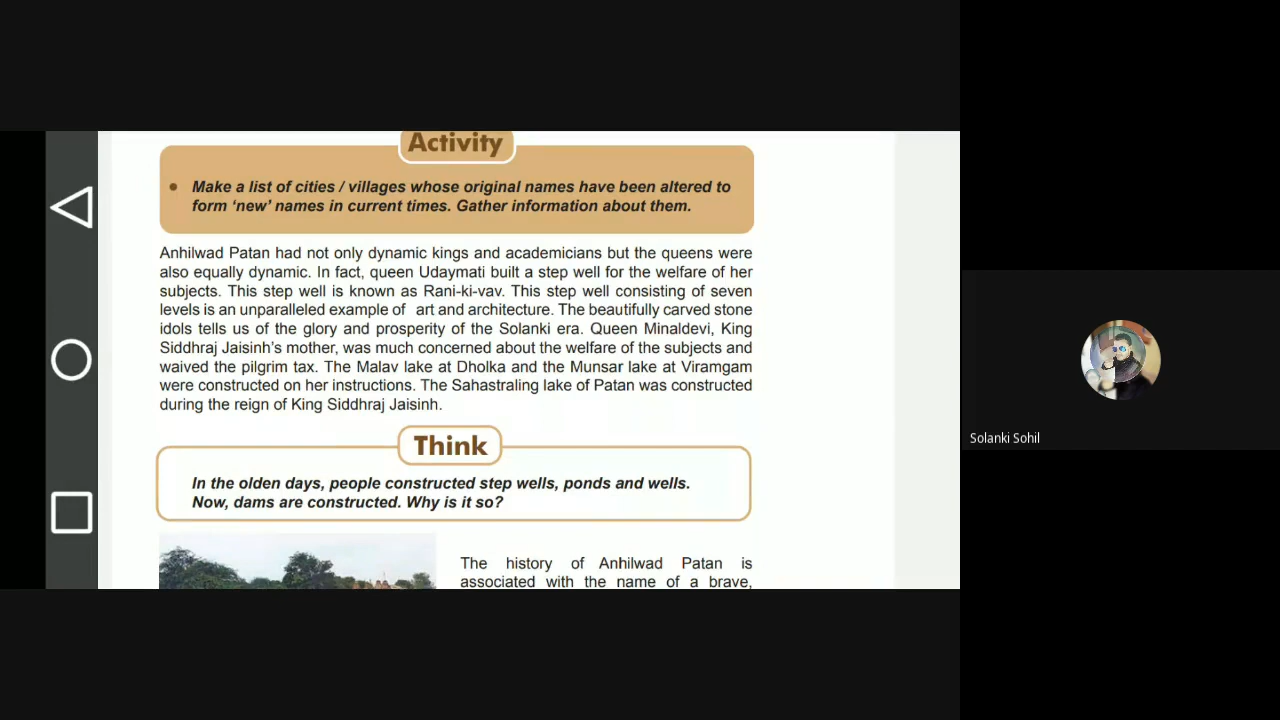 Activity
• Make a list of cities / villages whose original names have been altered to
form ‘new’ names in current times. Gather information about them.
Anhilwad Patan had not only dynamic kings and academicians but the queens were
also equally dynamic. In fact, queen Udaymati built a step well for the welfare of her
subjects. This step well is known as Rani-ki-vav. This step well consisting of seven
levels is an unparalleled example of art and architecture. The beautifully carved stone
idols tells us of the glory and prosperity of the Solanki era. Queen Minaldevi, King
Siddhraj Jaisinh’s mother, was much concerned about the welfare of the subjects and
waived the pilgrim tax. The Malav lake at Dholka and the Munsar lake at Viramgam
were constructed on her instructions. The Sahastraling lake of Patan was constructed
during the reign of King Siddhraj Jaisinh.
Think
In the olden days, people constructed step wells, ponds and wells.
Now, dams are constructed. Why is it so?
The history of Anhilwad Patan is
associated with the name of a brave,
Solanki Sohil